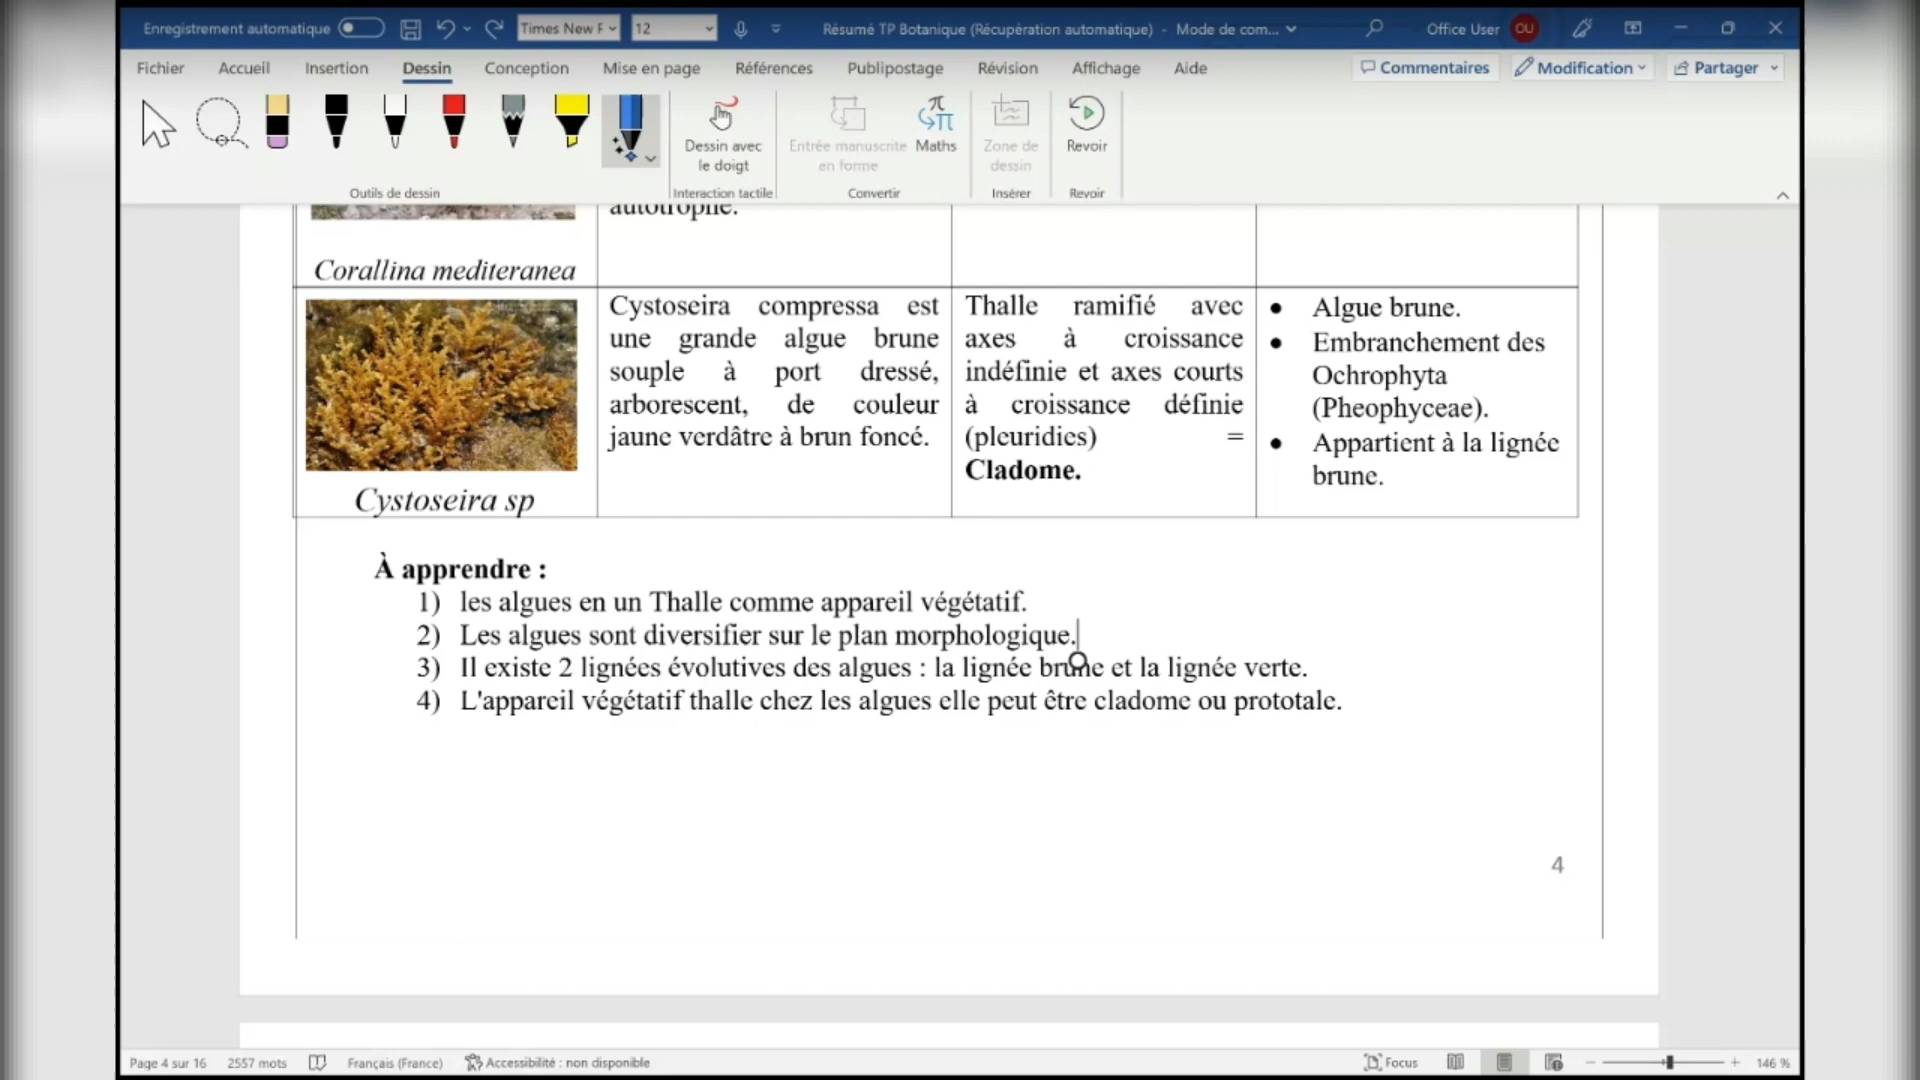 Enregistrement automatique
Times New F
12
Résumé TP Botanique (Récupération automatique) - Mode de com...
Office User
OU
Fichier Accueil Insertion Dessin Conception Mise en page Références Publipostage Révision Affichage Aide
Commentaires Modification Partager
Dessin avec
le doigt
Entrée manuscrite
en forme
Maths
Zone de
dessin
Revoir
Outils de dessin
Interaction tactile
Convertir
Insérer
Revoir
autotrophe.
Corallina mediteranea
Cystoseira compressa est
une grande algue brune
souple à port dressé,
arborescent, de couleur
jaune verdâtre à brun foncé.
Thalle ramifié avec
axes à croissance
indéfinie et axes courts
à croissance définie
(pleuridies) =
Cladome.
• Algue brune.
• Embranchement des
Ochrophyta
(Pheophyceae).
• Appartient à la lignée
brune.
Cystoseira sp
À apprendre :
1) les algues en un Thalle comme appareil végétatif.
2) Les algues sont diversifier sur le plan morphologique.
3) Il existe 2 lignées évolutives des algues : la lignée brune et la lignée verte.
4) L'appareil végétatif thalle chez les algues elle peut être cladome ou prototale.
4
Page 4 sur 16 2557 mots Français (France) Accessibilité : non disponible Focus 146 %